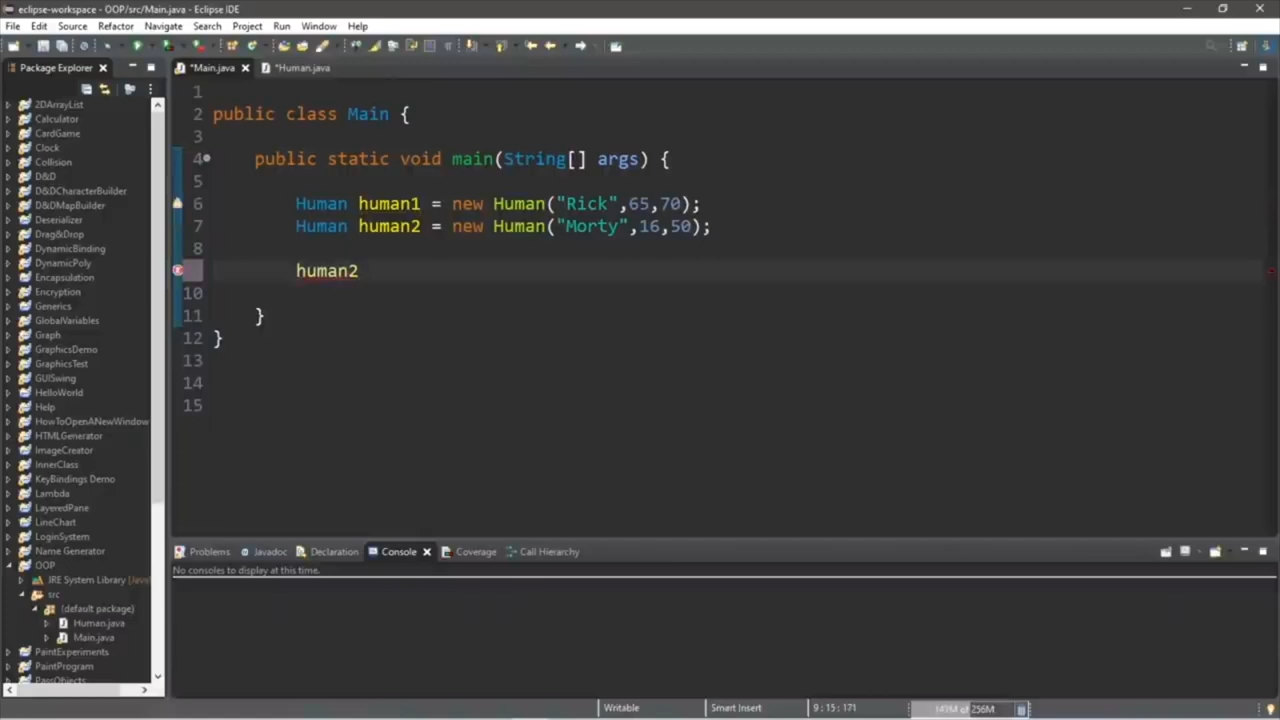 eclipse-workspace - OOP/src/Main.java - Eclipse IDE
File Edit Source Refactor Navigate Search Project Run Window Help
Package Explorer
*Main.java
*Human.java
2DArrayList
Calculator
CardGame
Clock
Collision
D&D
D&DCharacterBuilder
D&DMapBuilder
Deserializer
Drag&Drop
DynamicBinding
DynamicPoly
Encapsulation
Encryption
Generics
GlobalVariables
Graph
GraphicsDemo
GraphicsTest
GUISwing
HelloWorld
Help
HowToOpenANewWindow
HTMLGenerator
ImageCreator
InnerClass
KeyBindings Demo
Lambda
LayeredPane
LineChart
LoginSystem
Name Generator
OOP
JRE System Library [Java
src
(default package)
Human.java
Main.java
PaintExperiments
PaintProgram
PassObjects
1
2 public class Main {
3
4 public static void main(String[] args) {
5
6 Human human1 = new Human("Rick",65,70);
7 Human human2 = new Human("Morty",16,50);
8
human2
10
11 }
12 }
13
14
15
Problems Javadoc Declaration Console Coverage Call Hierarchy
No consoles to display at this time.
Writable Smart Insert 9 : 15 : 171 141M of 256M